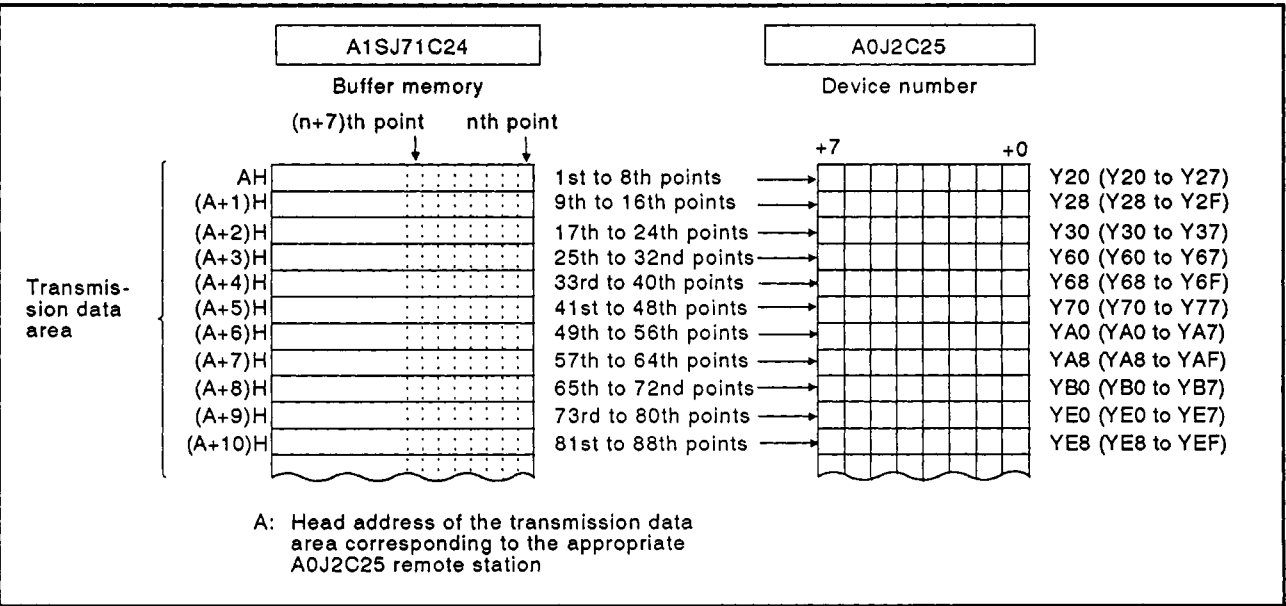 A1SJ71C24 A0J2C25
Buffer memory Device number
(n+7)th point nth point
+7 +0
AH 1st to 8th points Y20 (Y20 to Y27)
(A+1)H 9th to 16th points Y28 (Y28 to Y2F)
(A+2)H 17th to 24th points Y30 (Y30 to Y37)
(A+3)H 25th to 32nd points Y60 (Y60 to Y67)
(A+4)H 33rd to 40th points Y68 (Y68 to Y6F)
(A+5)H 41st to 48th points Y70 (Y70 to Y77)
(A+6)H 49th to 56th points YA0 (YA0 to YA7)
(A+7)H 57th to 64th points YA8 (YA8 to YAF)
(A+8)H 65th to 72nd points YB0 (YB0 to YB7)
(A+9)H 73rd to 80th points YE0 (YE0 to YE7)
(A+10)H 81st to 88th points YE8 (YE8 to YEF)
Transmis-
sion data
area
A: Head address of the transmission data
area corresponding to the appropriate
A0J2C25 remote station